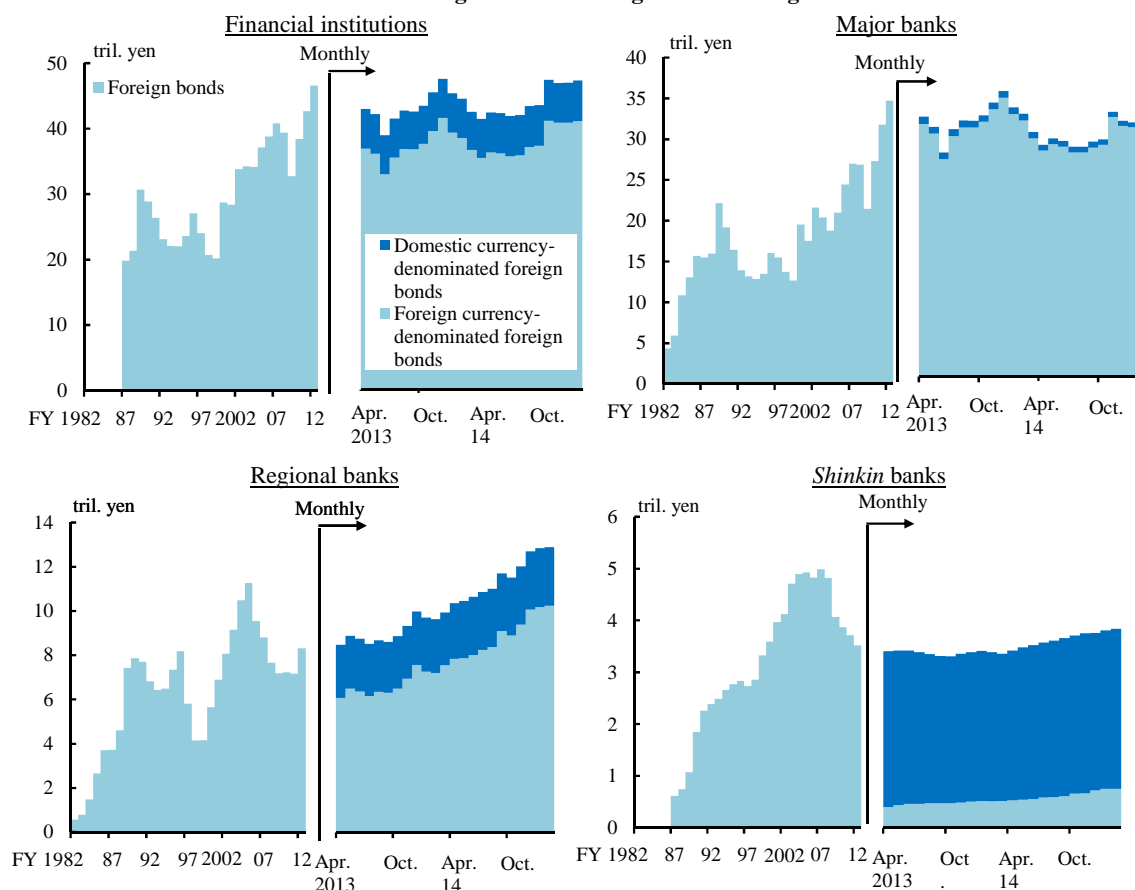 Financial institutions
tril. yen
Monthly
50
40
30
20
10
0
Foreign bonds
Domestic currency-
denominated foreign
bonds
Foreign currency-
denominated foreign
bonds
FY 1982 87 92 97 2002 07 12
Apr. Oct. Apr. Oct.
2013 14
Major banks
tril. yen
Monthly
40
35
30
25
20
15
10
5
0
FY 1982 87 92 97 2002 07 12
Apr. Oct. Apr. Oct.
2013 14
Regional banks
tril. yen
Monthly
14
12
10
8
6
4
2
0
FY 1982 87 92 97 2002 07 12
Apr. Oct. Apr. Oct.
2013 14
Shinkin banks
tril. yen
Monthly
6
5
4
3
2
1
0
FY 1982 87 92 97 2002 07 12
Apr. Oct Apr. Oct.
2013 . 14